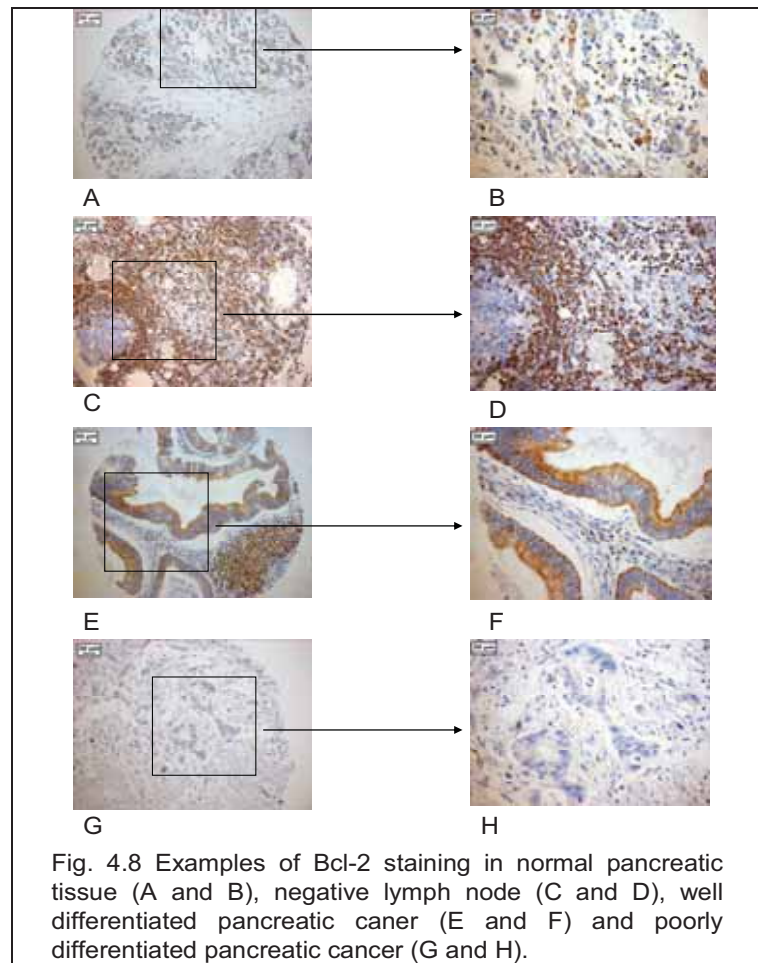 A
B
C
D
E
F
G
H
Fig. 4.8 Examples of Bcl-2 staining in normal pancreatic
tissue (A and B), negative lymph node (C and D), well
differentiated pancreatic caner (E and F) and poorly
differentiated pancreatic cancer (G and H).